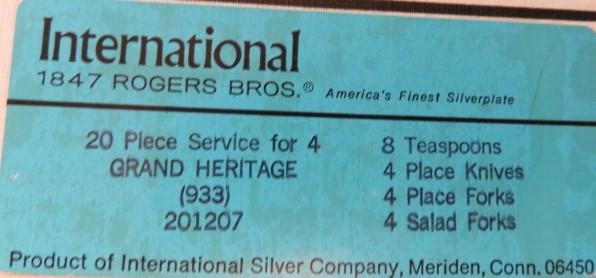 International
1847 ROGERS BROS.® America's Finest Silverplate
20 Piece Service for 4
GRAND HERITAGE
(933)
201207
8 Teaspoons
4 Place Knives
4 Place Forks
4 Salad Forks
Product of International Silver Company, Meriden, Conn. 06450